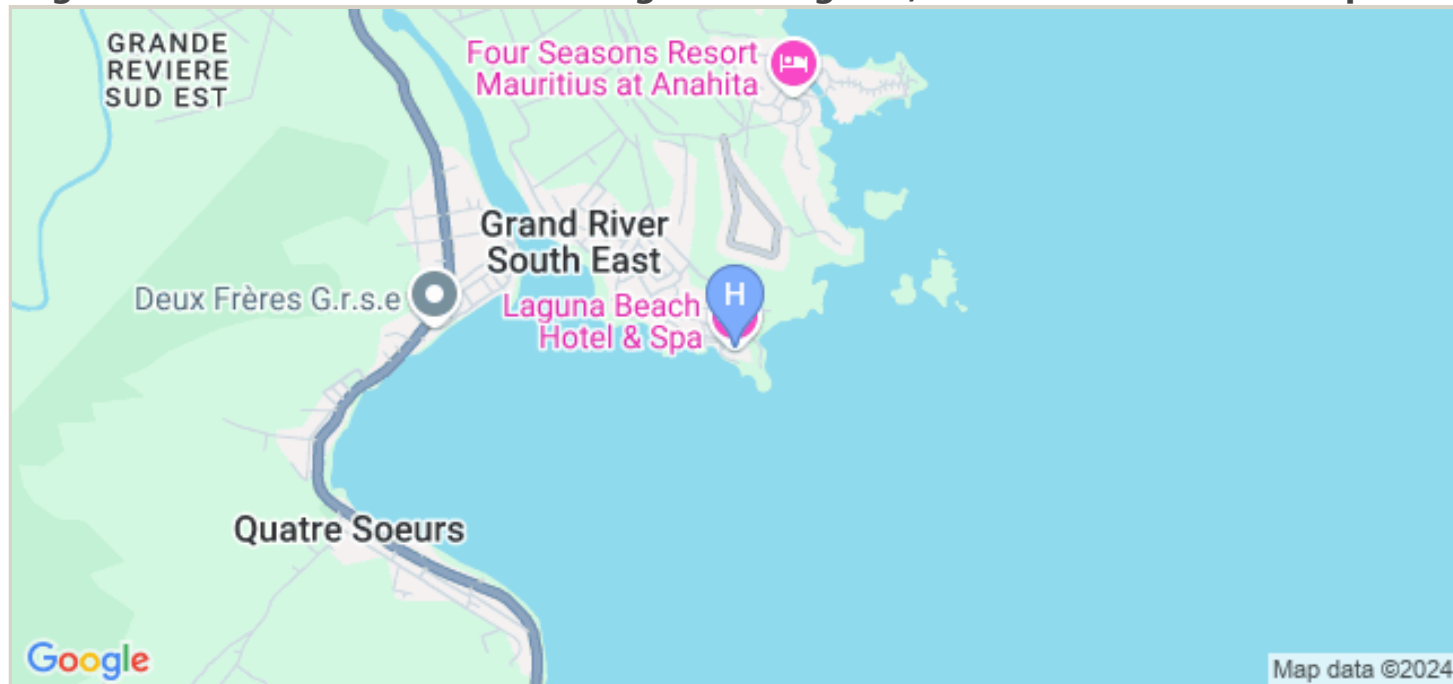 GRANDE
REVIERE
SUD EST
Four Seasons Resort
Mauritius at Anahita
Grand River
South East
Deux Frères G.r.s.e
H
Laguna Beach
Hotel & Spa
Quatre Soeurs
Google
Map data ©2024